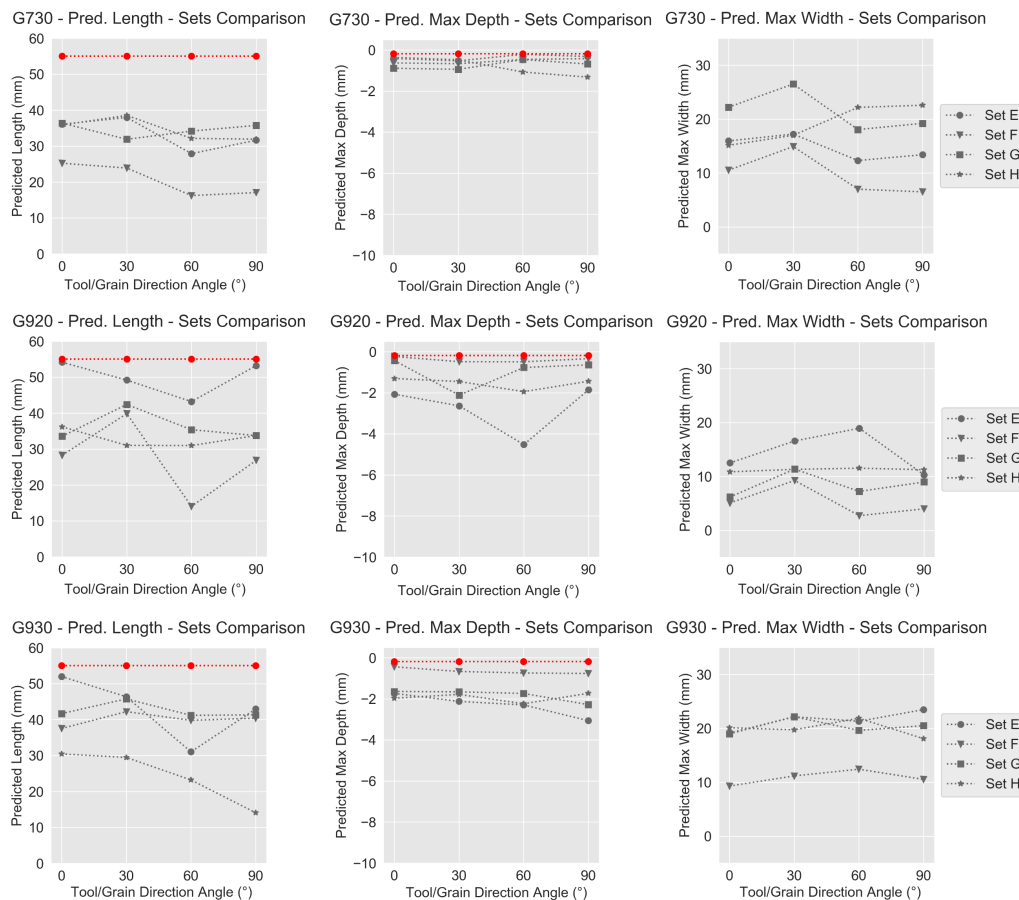 G730 - Pred. Length - Sets Comparison
G730 - Pred. Max Depth - Sets Comparison
G730 - Pred. Max Width - Sets Comparison
Predicted Length (mm)
60
50
40
30
20
10
0
0 30 60 90
Tool/Grain Direction Angle (°)
Predicted Max Depth (mm)
0
−2
−4
−6
−8
−10
0 30 60 90
Tool/Grain Direction Angle (°)
Predicted Max Width (mm)
30
20
10
0
0 30 60 90
Tool/Grain Direction Angle (°)
Set E
Set F
Set G
Set H
G920 - Pred. Length - Sets Comparison
G920 - Pred. Max Depth - Sets Comparison
G920 - Pred. Max Width - Sets Comparison
Predicted Length (mm)
60
50
40
30
20
10
0
0 30 60 90
Tool/Grain Direction Angle (°)
Predicted Max Depth (mm)
0
−2
−4
−6
−8
−10
0 30 60 90
Tool/Grain Direction Angle (°)
Predicted Max Width (mm)
30
20
10
0
0 30 60 90
Tool/Grain Direction Angle (°)
Set E
Set F
Set G
Set H
G930 - Pred. Length - Sets Comparison
G930 - Pred. Max Depth - Sets Comparison
G930 - Pred. Max Width - Sets Comparison
Predicted Length (mm)
60
50
40
30
20
10
0
0 30 60 90
Tool/Grain Direction Angle (°)
Predicted Max Depth (mm)
0
−2
−4
−6
−8
−10
0 30 60 90
Tool/Grain Direction Angle (°)
Predicted Max Width (mm)
30
20
10
0
0 30 60 90
Tool/Grain Direction Angle (°)
Set E
Set F
Set G
Set H